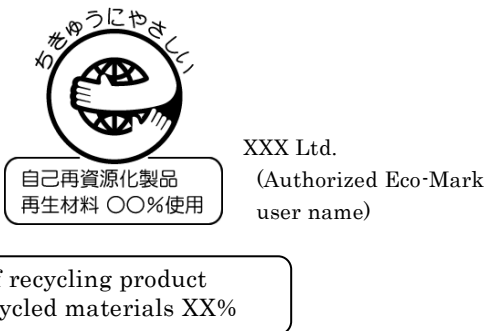 ちきゅうにやさしい
自己再資源化製品
再生材料 〇〇%使用
XXX Ltd.
(Authorized Eco-Mark
user name)
recycling product
materials XX%